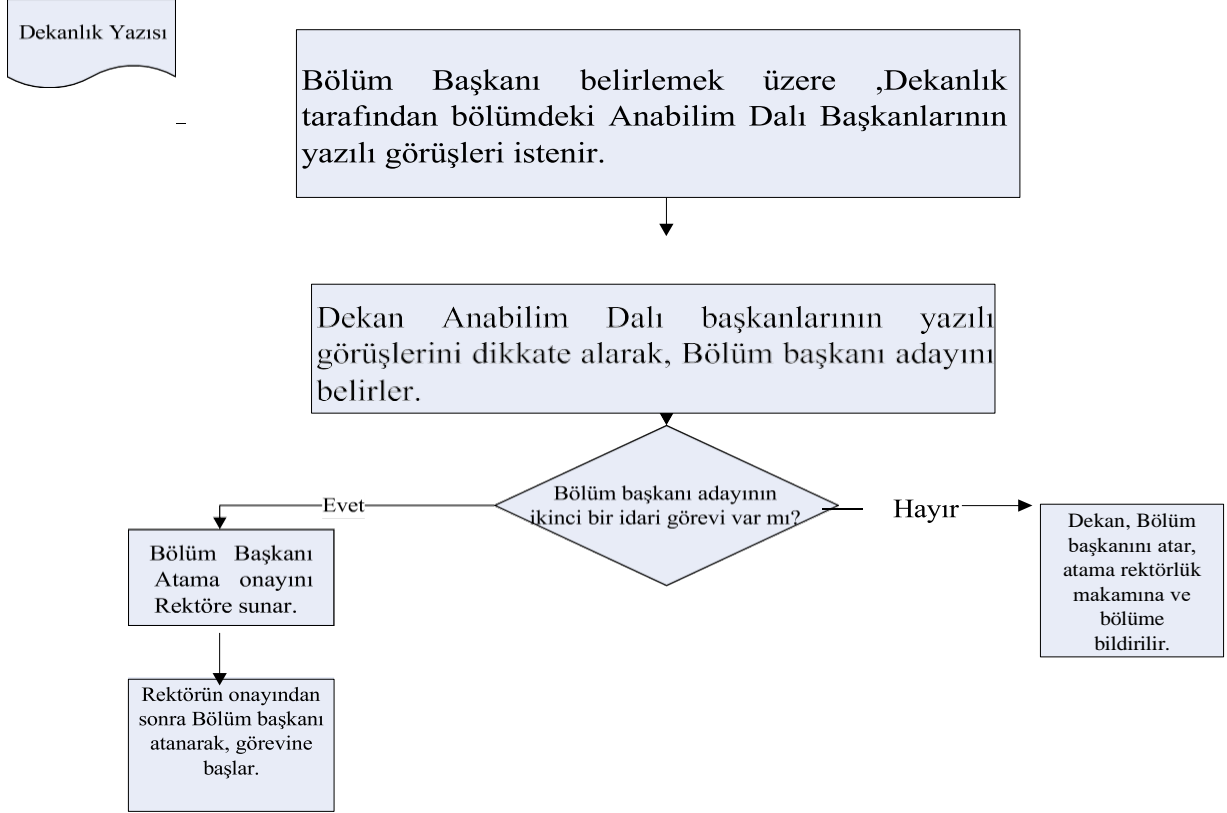 Dekanlık Yazısı
Bölüm Başkanı belirlemek üzere ,Dekanlık
tarafından bölümdeki Anabilim Dalı Başkanlarının
yazılı görüşleri istenir.
Dekan Anabilim Dalı başkanlarının yazılı
görüşlerini dikkate alarak, Bölüm başkanı adayını
belirler.
Bölüm başkanı adayının
ikinci bir idari görevi var mı?
Evet
Hayır
Bölüm Başkanı
Atama onayını
Rektöre sunar.
Dekan, Bölüm
başkanını atar,
atama rektörlük
makamına ve
bölüme
bildirilir.
Rektörün onayından
sonra Bölüm başkanı
atanarak, görevine
başlar.